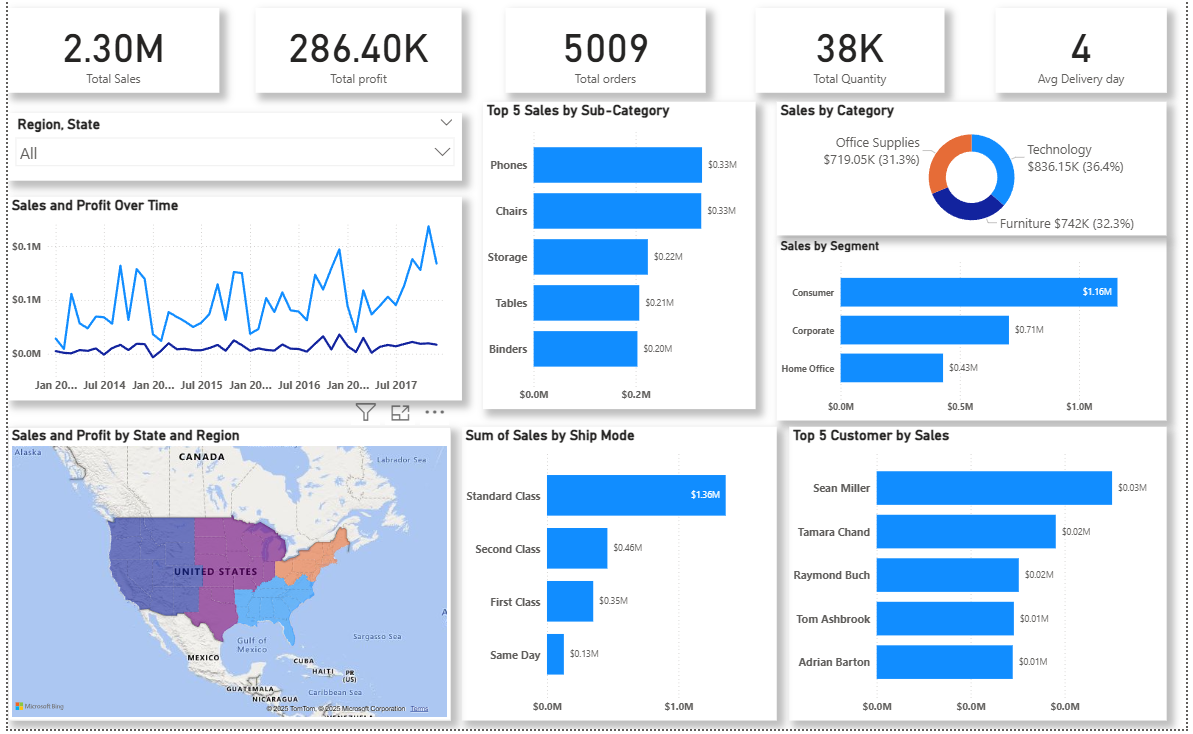 2.30M
Total Sales
286.40K
Total profit
5009
Total orders
38K
Total Quantity
4
Avg Delivery day
Region, State
All
Sales and Profit Over Time
$0.1M
$0.1M
$0.0M
Jan 20... Jul 2014 Jan 20... Jul 2015 Jan 20... Jul 2016 Jan 20... Jul 2017
Top 5 Sales by Sub-Category
Phones $0.33M
Chairs $0.33M
Storage $0.22M
Tables $0.21M
Binders $0.20M
$0.0M $0.2M
Sales by Category
Office Supplies
$719.05K (31.3%)
Technology
$836.15K (36.4%)
Furniture $742K (32.3%)
Sales by Segment
Consumer $1.16M
Corporate $0.71M
Home Office $0.43M
$0.0M $0.5M $1.0M
Sales and Profit by State and Region
Alaska
CANADA
Labrador Sea
UNITED STATES
Gulf of
Mexico
Sargasso Sea
MEXICO
CUBA
HAITI
PR
(US)
GUATEMALA
Caribbean Sea
NICARAGUA
A
Microsoft Bing
© 2025 TomTom, © 2025 Microsoft Corporation Terms
Sum of Sales by Ship Mode
Standard Class $1.36M
Second Class $0.46M
First Class $0.35M
Same Day $0.13M
$0.0M $1.0M
Top 5 Customer by Sales
Sean Miller $0.03M
Tamara Chand $0.02M
Raymond Buch $0.02M
Tom Ashbrook $0.01M
Adrian Barton $0.01M
$0.0M $0.0M $0.0M